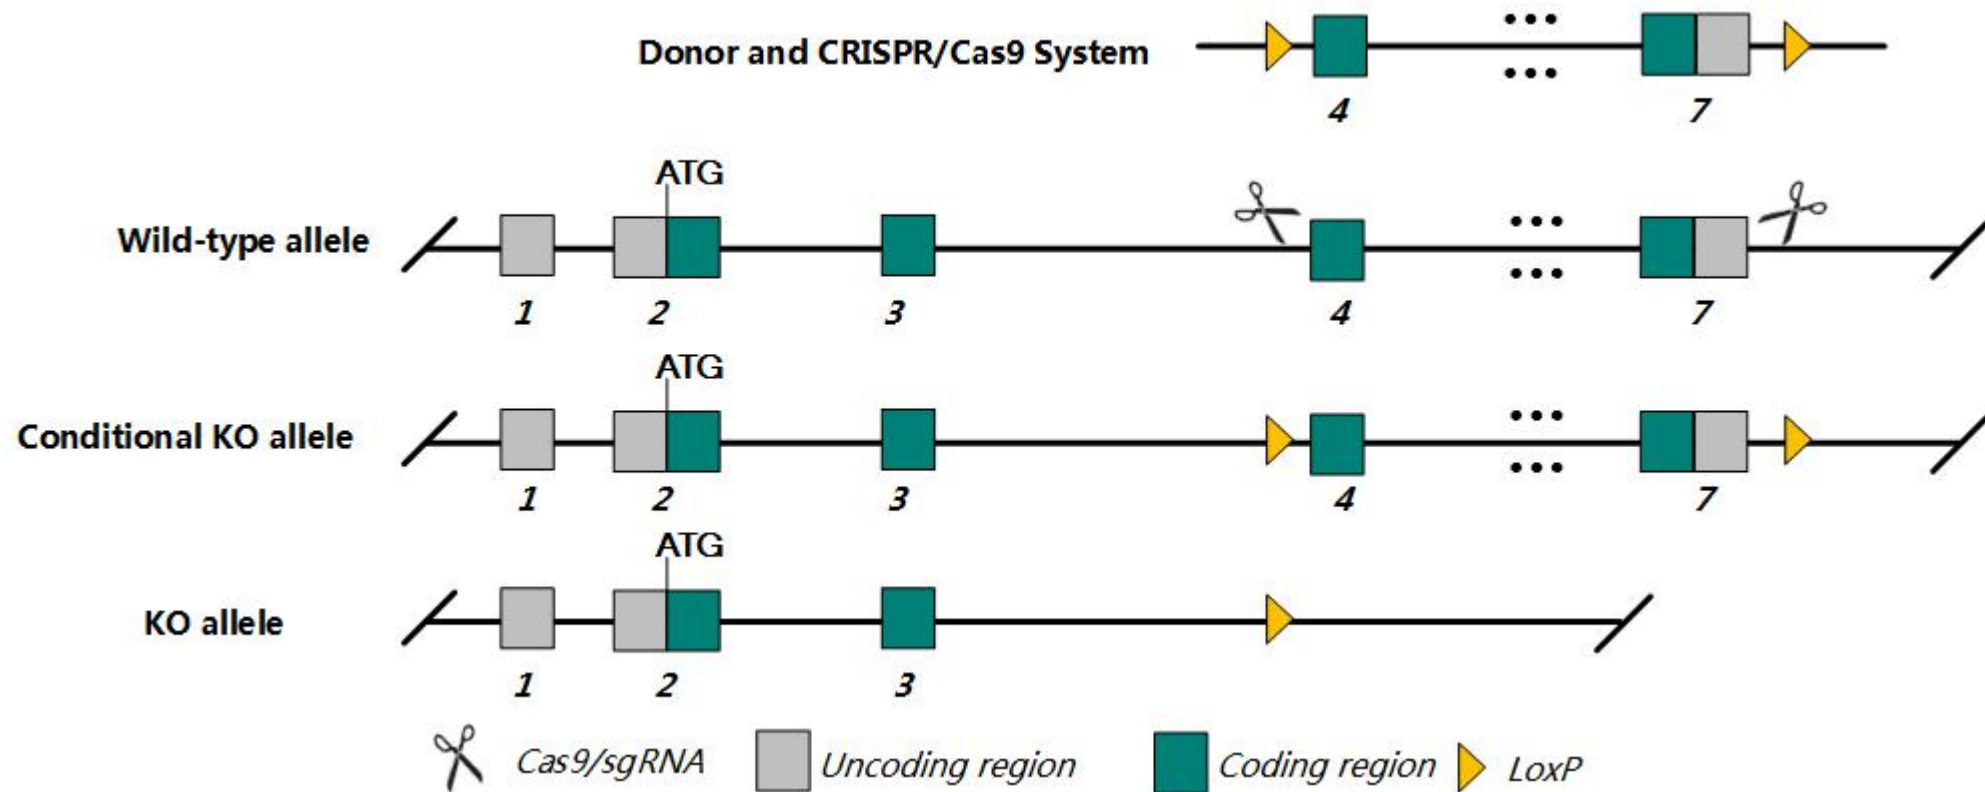 Donor and CRISPR/Cas9 System
4 7
ATG
Wild-type allele
1 2 3 4 7
ATG
Conditional KO allele
1 2 3 4 7
ATG
KO allele
1 2 3
Cas9/sgRNA Uncoding region Coding region LoxP